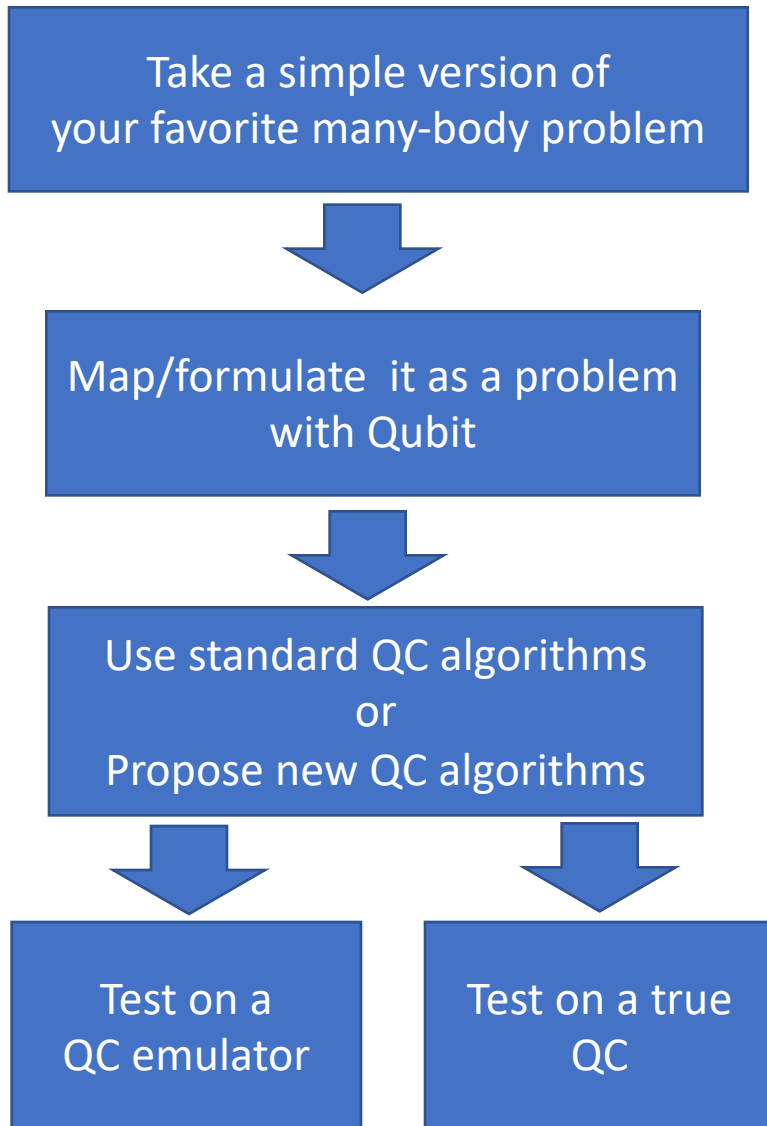 Take a simple version of
your favorite many-body problem
Map/formulate  it as a problem
with Qubit
Use standard QC algorithms
or
Propose new QC algorithms
Test on a
QC emulator
Test on a true
QC